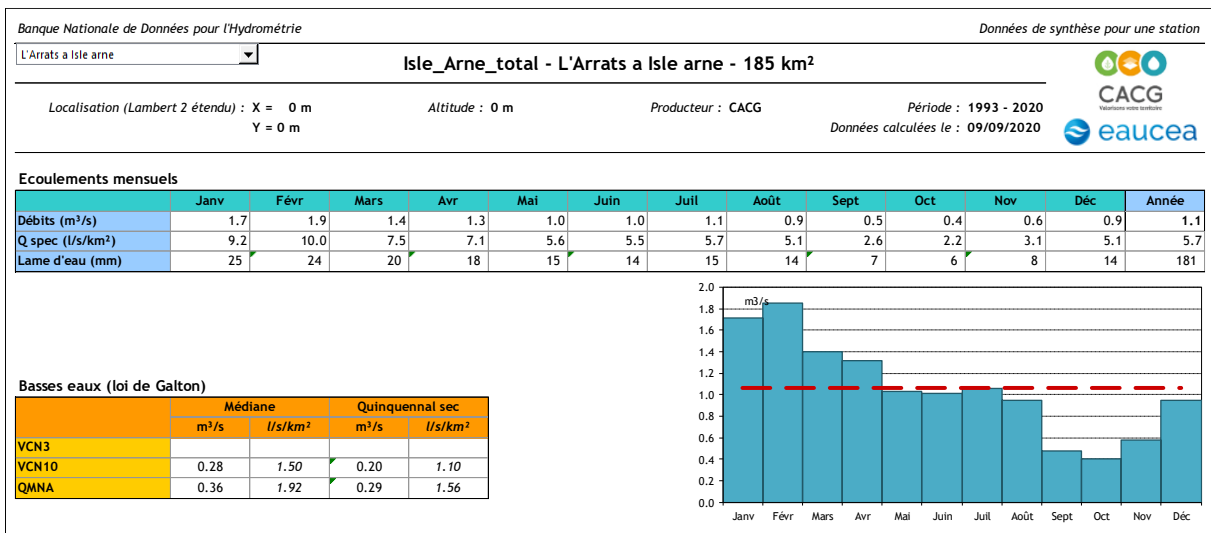 Banque Nationale de Données pour l'Hydrométrie Données de synthèse pour une station
L'Arrats a Isle arne
Isle_Arne_total - L'Arrats a Isle arne - 185 km²
Localisation (Lambert 2 étendu) : X = 0 m Altitude : 0 m Producteur : CACG Période : 1993 - 2020
Y = 0 m Données calculées le : 09/09/2020
CACG
Valorisons votre territoire
eaucea
Ecoulements mensuels
Janv Févr Mars Avr Mai Juin Juil Août Sept Oct Nov Déc Année
Débits (m³/s) 1.7 1.9 1.4 1.3 1.0 1.0 1.1 0.9 0.5 0.4 0.6 0.9 1.1
Q spec (l/s/km²) 9.2 10.0 7.5 7.1 5.6 5.5 5.7 5.1 2.6 2.2 3.1 5.1 5.7
Lame d'eau (mm) 25 24 20 18 15 14 15 14 7 6 8 14 181
Basses eaux (loi de Galton)
Médiane Quinquennal sec
m³/s l/s/km² m³/s l/s/km²
VCN3
VCN10 0.28 1.50 0.20 1.10
QMNA 0.36 1.92 0.29 1.56
m3/s
2.0
1.8
1.6
1.4
1.2
1.0
0.8
0.6
0.4
0.2
0.0
Janv Févr Mars Avr Mai Juin Juil Août Sept Oct Nov Déc